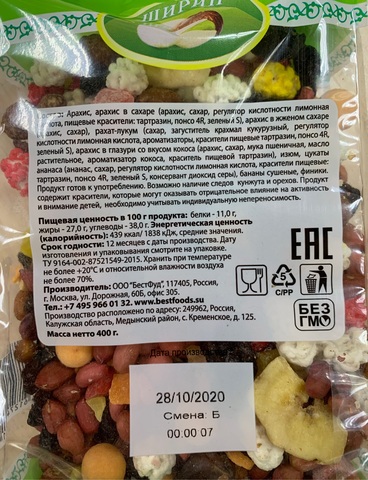 ШИРИН
Состав: Арахис, арахис в сахаре (арахис, сахар, регулятор кислотности лимонная
кислота, пищевые красители: тартразин, понсо 4R, зеленый S), арахис в жженом сахаре
(арахис, сахар), рахат-лукум (сахар, загуститель крахмал кукурузный, регулятор
кислотности лимонная кислота, ароматизаторы, красители пищевые тартразин, понсо 4R,
зеленый S), арахис в глазури со вкусом кокоса (арахис, сахар, мука пшеничная, масло
растительное, ароматизатор кокоса, краситель пищевой тартразин), изюм, цукаты
ананаса (ананас, сахар, регулятор кислотности лимонная кислота, красители пищевые:
тартразин, понсо 4R, зеленый S, консервант диоксид серы), бананы сушеные, финики.
Продукт готов к употреблению. Возможно наличие следов кунжута и орехов. Продукт
содержит красители, которые могут оказывать отрицательное влияние на активность
и внимание детей, необходимо учитывать индивидуальную непереносимость.
Пищевая ценность в 100 г продукта: белки - 11,0 г,
жиры - 27,0 г, углеводы - 38,0 г. Энергетическая ценность
(калорийность): 439 ккал/ 1838 кДж, средние значения.
Срок годности: 12 месяцев с даты производства. Дату
изготовления и упаковывания смотрите на упаковке.
ТУ 9164-002-87521549-2015. Хранить при температуре
не более +20°С и относительной влажности воздуха
не более 70%.
Производитель: ООО "БестФуд", 117405, Россия,
г. Москва, ул. Дорожная, 60Б, офис 305.
Тел.: +7 495 966 01 32. www.bestfoods.su
Произведено расположено по адресу: 249962, Россия,
Калужская область, Медынский район, с. Кременское, д. 125.
Масса нетто 400 г.
EAC
C/PP
БЕЗ
ГМО
Дата производства
28/10/2020
Смена: Б
00:00 07